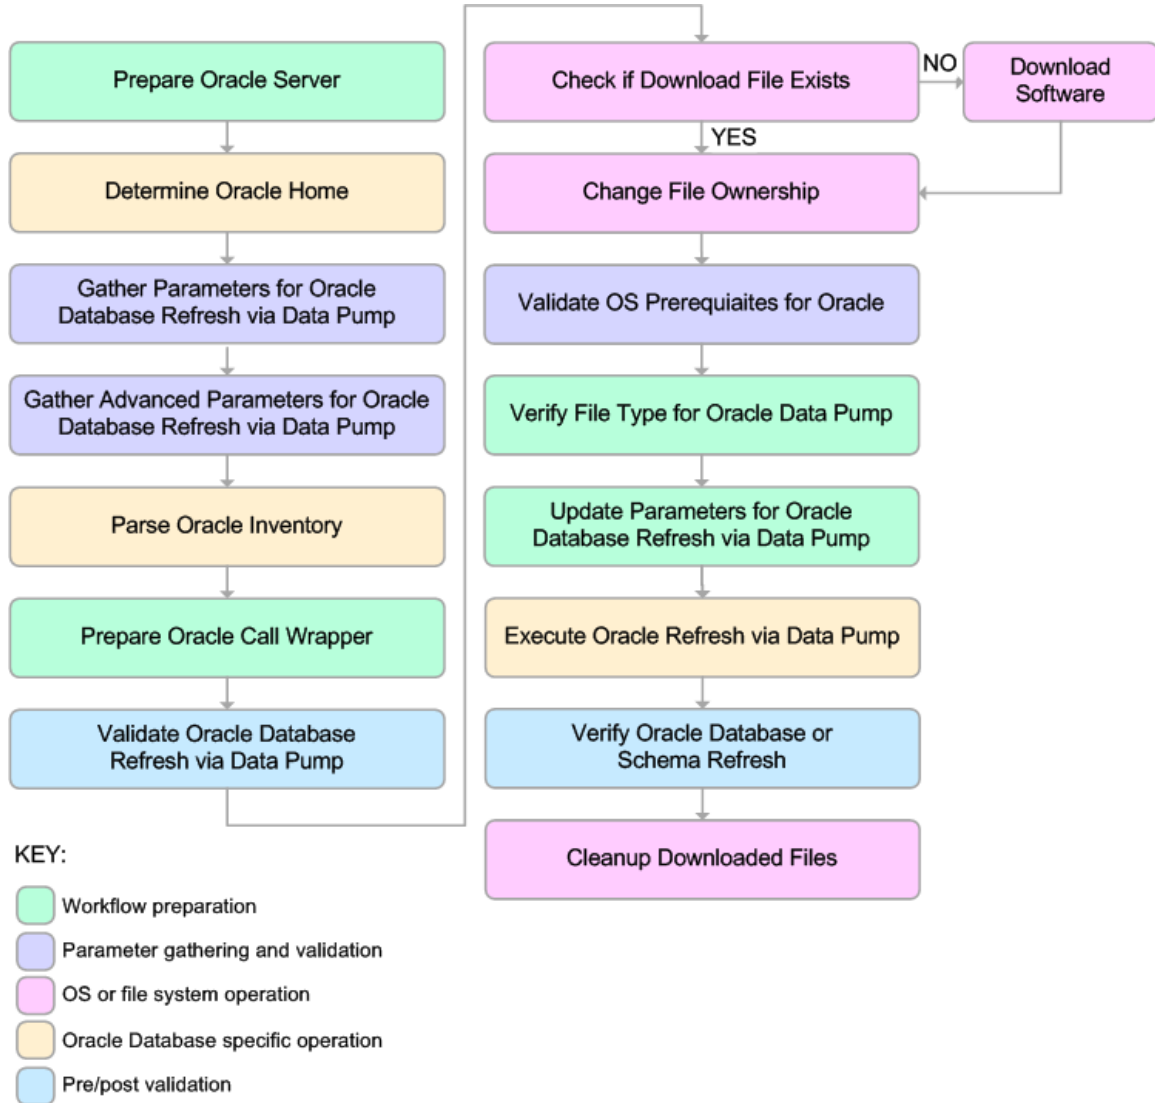 Prepare Oracle Server
Determine Oracle Home
Gather Parameters for Oracle
Database Refresh via Data Pump
Gather Advanced Parameters for Oracle
Database Refresh via Data Pump
Parse Oracle Inventory
Prepare Oracle Call Wrapper
Validate Oracle Database
Refresh via Data Pump
Check if Download File Exists
NO
Download
Software
YES
Change File Ownership
Validate OS Prerequiaites for Oracle
Verify File Type for Oracle Data Pump
Update Parameters for Oracle
Database Refresh via Data Pump
Execute Oracle Refresh via Data Pump
Verify Oracle Database or
Schema Refresh
Cleanup Downloaded Files
KEY:
Workflow preparation
Parameter gathering and validation
OS or file system operation
Oracle Database specific operation
Pre/post validation